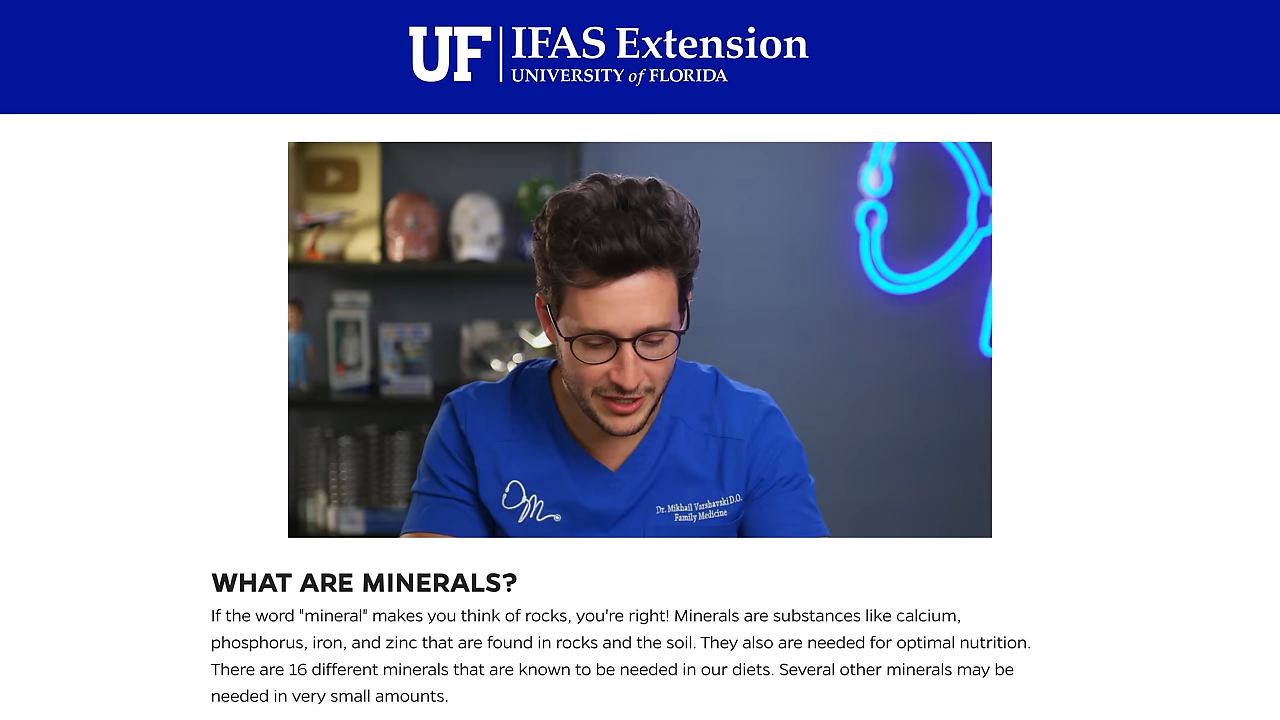 UF IFAS Extension
UNIVERSITY of FLORIDA
Dr. Mikhail Varshavski D.O.
Family Medicine
WHAT ARE MINERALS?
If the word "mineral" makes you think of rocks, you're right! Minerals are substances like calcium,
phosphorus, iron, and zinc that are found in rocks and the soil. They also are needed for optimal nutrition.
There are 16 different minerals that are known to be needed in our diets. Several other minerals may be
needed in very small amounts.